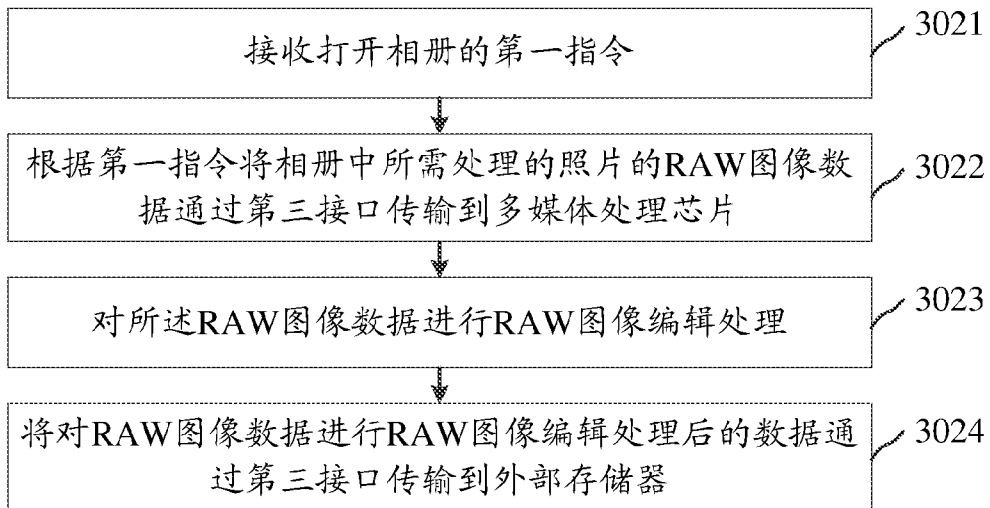 接收打开相册的第一指令
3021
根据第一指令将相册中所需处理的照片的RAW图像数
据通过第三接口传输到多媒体处理芯片
3022
对所述RAW图像数据进行RAW图像编辑处理
3023
将对RAW图像数据进行RAW图像编辑处理后的数据通
过第三接口传输到外部存储器
3024